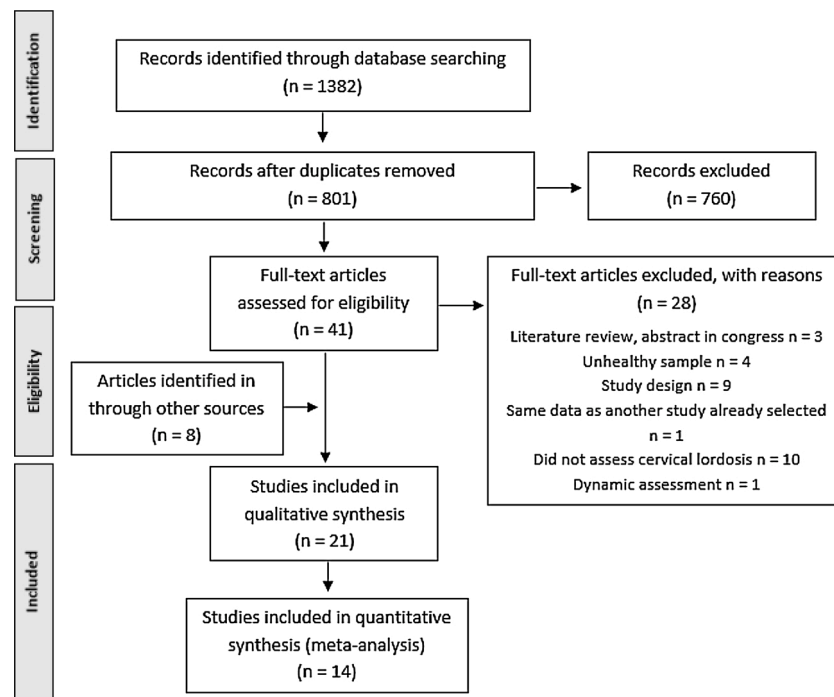 Identification
Records identified through database searching
(n = 1382)
Screening
Records after duplicates removed
(n = 801)
Records excluded
(n = 760)
Full-text articles
assessed for eligibility
(n = 41)
Full-text articles excluded, with reasons
(n = 28)
Literature review, abstract in congress n = 3
Unhealthy sample n = 4
Study design n = 9
Same data as another study already selected
n = 1
Did not assess cervical lordosis n = 10
Dynamic assessment n = 1
Eligibility
Articles identified in
through other sources
(n = 8)
Included
Studies included in
qualitative synthesis
(n = 21)
Studies included in quantitative
synthesis (meta-analysis)
(n = 14)